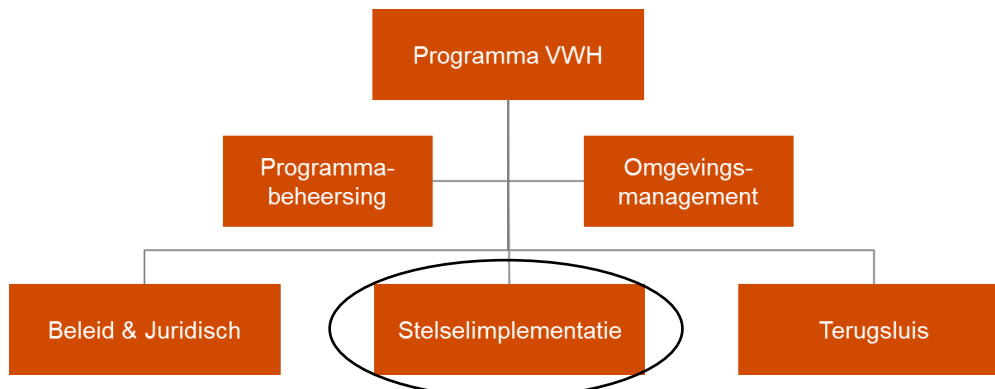 Programma VWH
Programma-
beheersing
Omgevings-
management
Beleid & Juridisch
Stelselimplementatie
Terugsluis